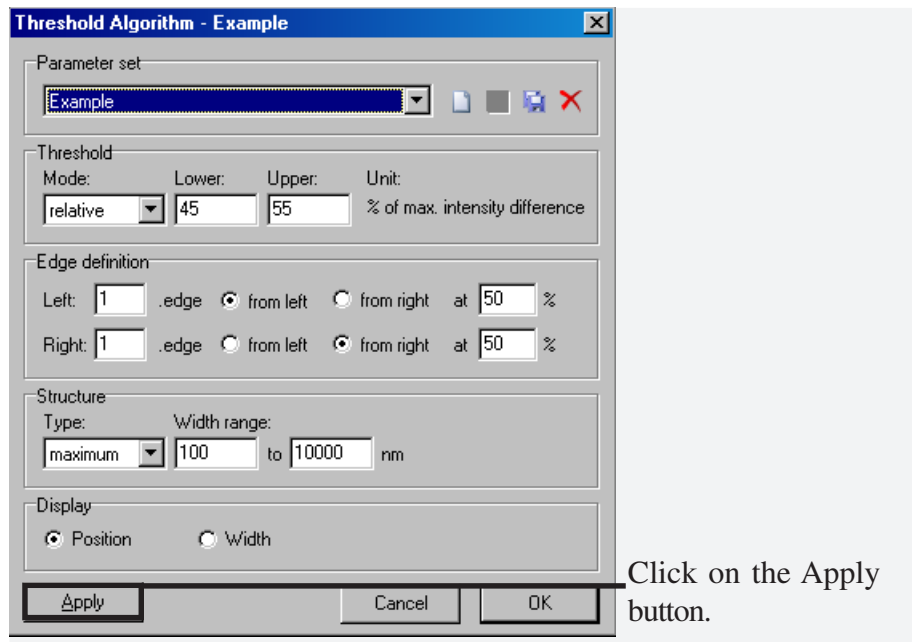 Threshold Algorithm - Example
Parameter set
Example
Threshold
Mode: Lower: Upper: Unit:
relative 45 55 % of max. intensity difference
Edge definition
Left: 1 .edge from left from right at 50 %
Right: 1 .edge from left from right at 50 %
Structure
Type: Width range:
maximum 100 to 10000 nm
Display
Position Width
Apply Cancel OK
Click on the Apply
button.